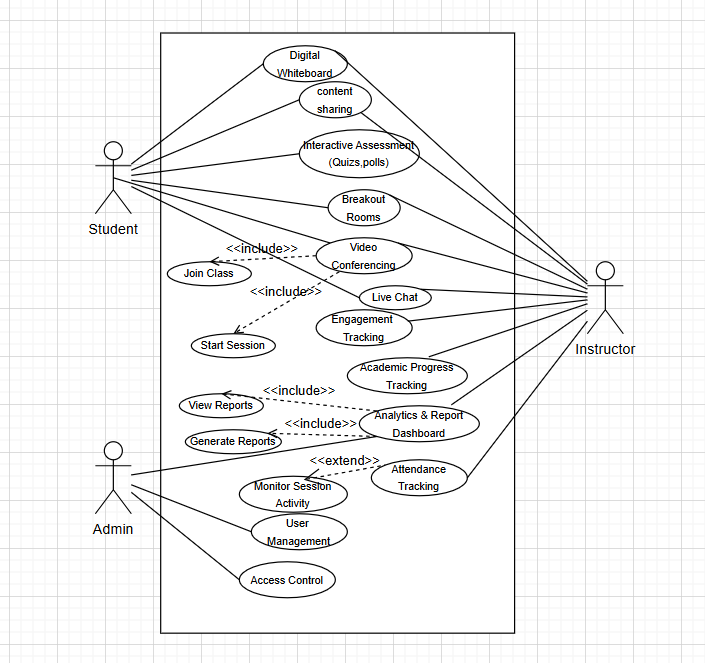 Digital
Whiteboard
content
sharing
Interactive Assessment
(Quizs,polls)
Breakout
Rooms
Student
Video
Conferencing
<<include>>
Join Class
<<include>>
Live Chat
Engagement
Tracking
Start Session
Instructor
Academic Progress
Tracking
<<include>>
View Reports
Analytics & Report
Dashboard
<<include>>
Generate Reports
<<extend>>
Attendance
Tracking
Monitor Session
Activity
User
Management
Admin
Access Control